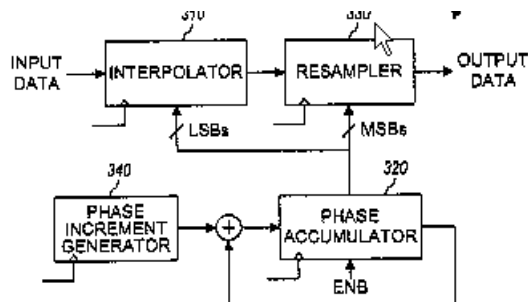 310
330
INPUT
DATA
INTERPOLATOR
RESAMPLER
OUTPUT
DATA
LSBs
MSBs
340
320
PHASE
INCREMENT
GENERATOR
+
PHASE
ACCUMULATOR
ENB